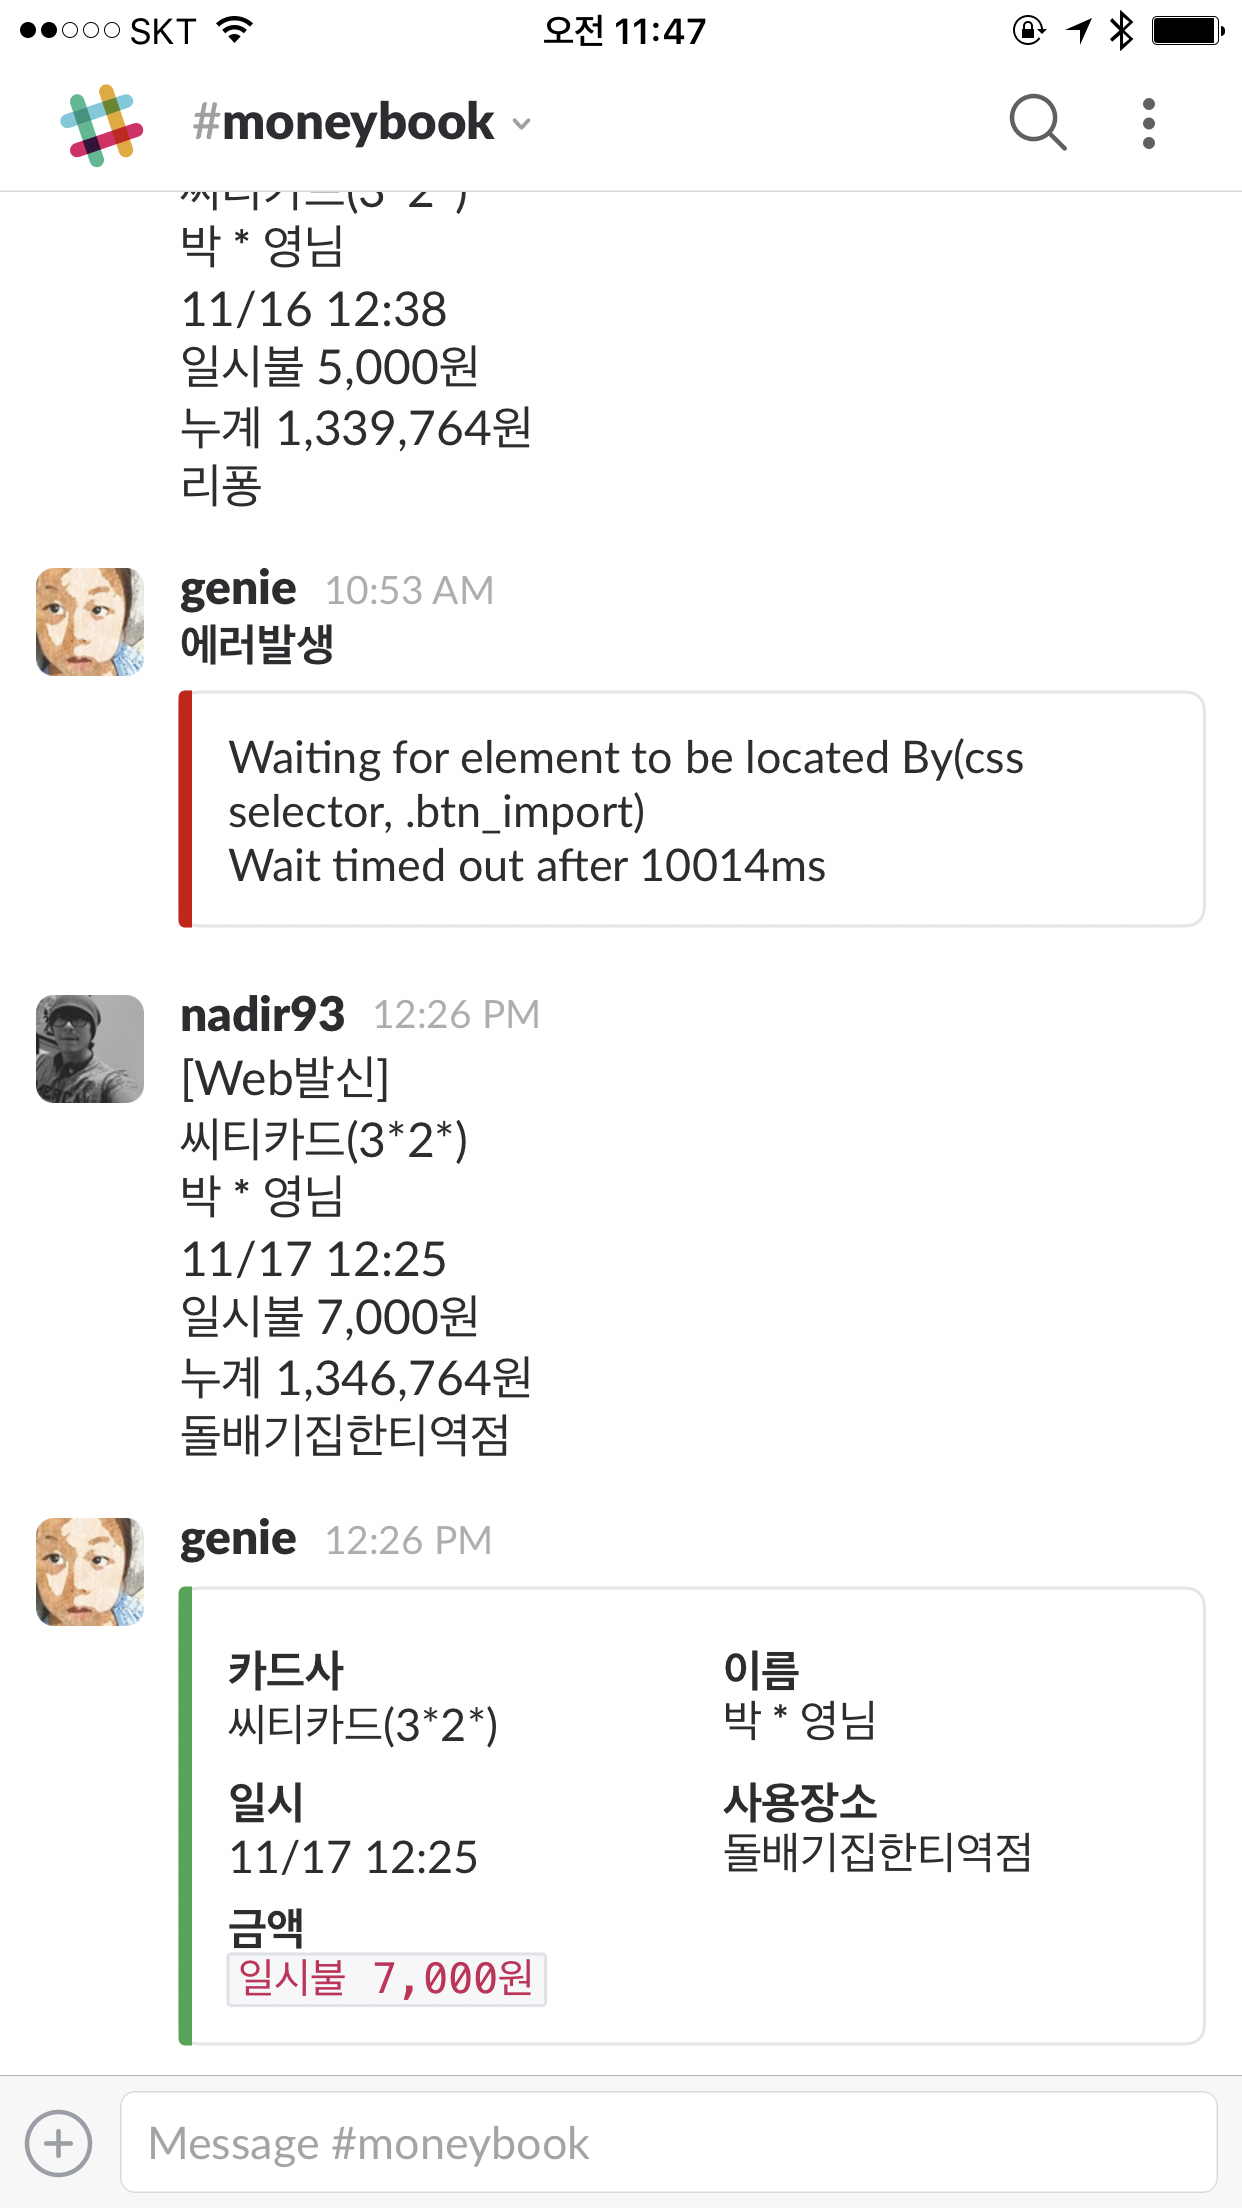 SKT 오전 11:47
#moneybook
씨티카드(3*2*)
박 * 영님
11/16 12:38
일시불 5,000원
누계 1,339,764원
리퐁
genie 10:53 AM
에러발생
Waiting for element to be located By(css
selector, .btn_import)
Wait timed out after 10014ms
nadir93 12:26 PM
[Web발신]
씨티카드(3*2*)
박 * 영님
11/17 12:25
일시불 7,000원
누계 1,346,764원
돌배기집한티역점
genie 12:26 PM
카드사 이름
씨티카드(3*2*) 박 * 영님
일시 사용장소
11/17 12:25 돌배기집한티역점
금액
일시불 7,000원
Message #moneybook